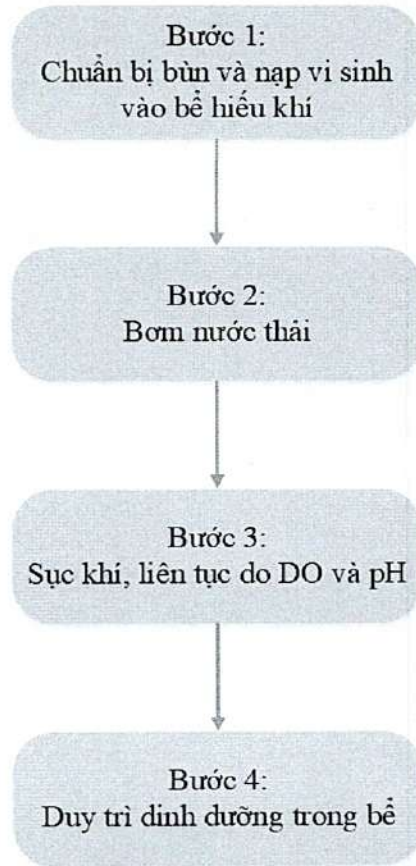 Bước 1:
Chuẩn bị bùn và nạp vi sinh
vào bể hiếu khí
Bước 2:
Bơm nước thải
Bước 3:
Sục khí, liên tục do DO và pH
Bước 4:
Duy trì dinh dưỡng trong bể